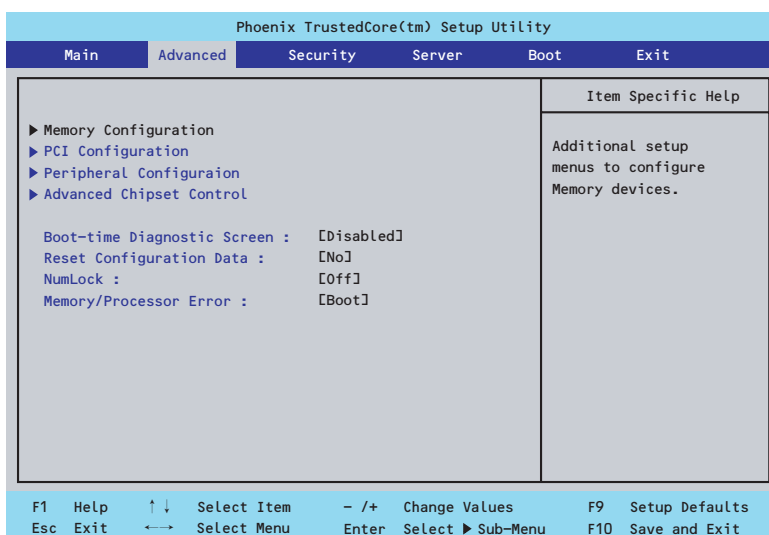 Phoenix TrustedCore(tm) Setup Utility
Main Advanced Security Server Boot Exit
Item Specific Help
▶ Memory Configuration
▶ PCI Configuration
▶ Peripheral Configuraion
▶ Advanced Chipset Control
Additional setup
menus to configure
Memory devices.
Boot-time Diagnostic Screen : [Disabled]
Reset Configuration Data : [No]
NumLock : [Off]
Memory/Processor Error : [Boot]
F1 Help ↑↓ Select Item - /+ Change Values F9 Setup Defaults
Esc Exit ←→ Select Menu Enter Select ▶ Sub-Menu F10 Save and Exit